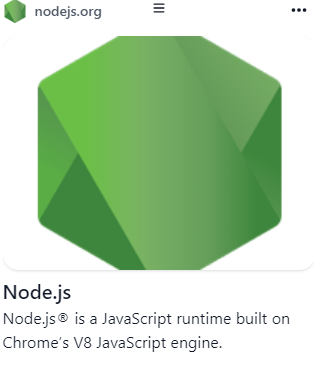 nodejs.org
Node.js
Node.js® is a JavaScript runtime built on
Chrome's V8 JavaScript engine.